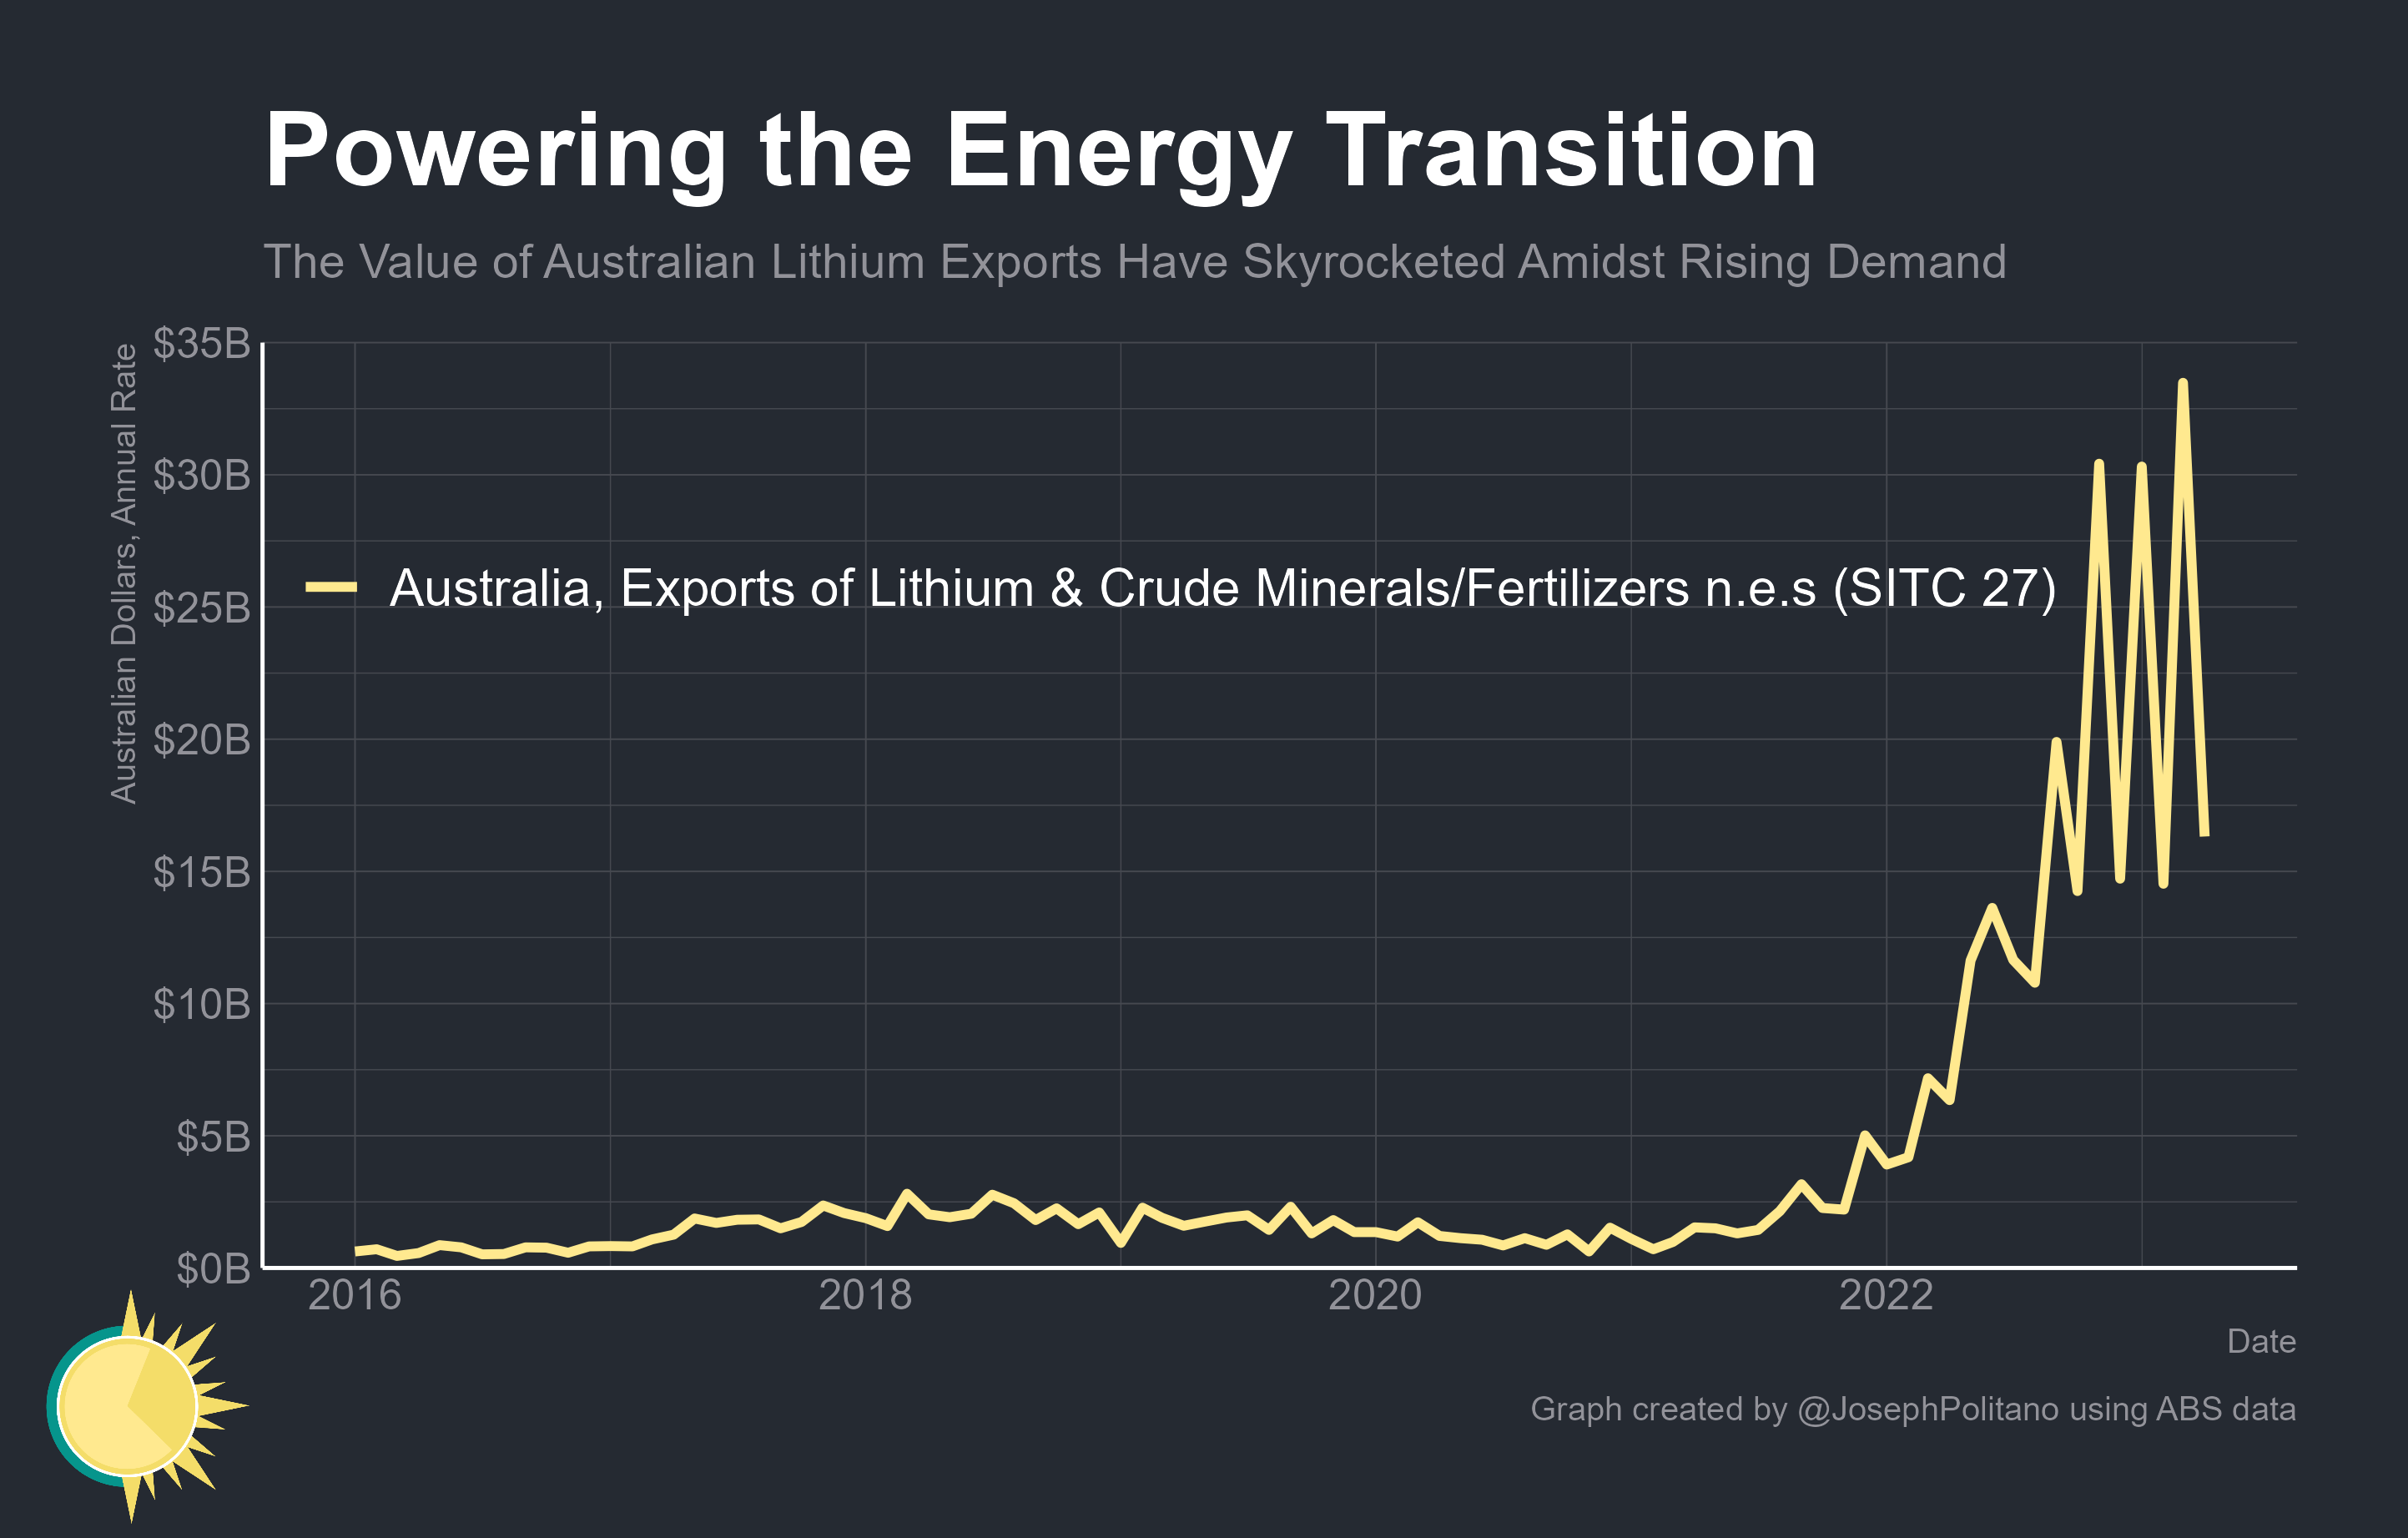 Powering the Energy Transition
The Value of Australian Lithium Exports Have Skyrocketed Amidst Rising Demand
Australian Dollars, Annual Rate
$35B
$30B
$25B
$20B
$15B
$10B
$5B
$0B
Australia, Exports of Lithium & Crude Minerals/Fertilizers n.e.s (SITC 27)
2016
2018
2020
2022
Date
Graph created by @JosephPolitano using ABS data